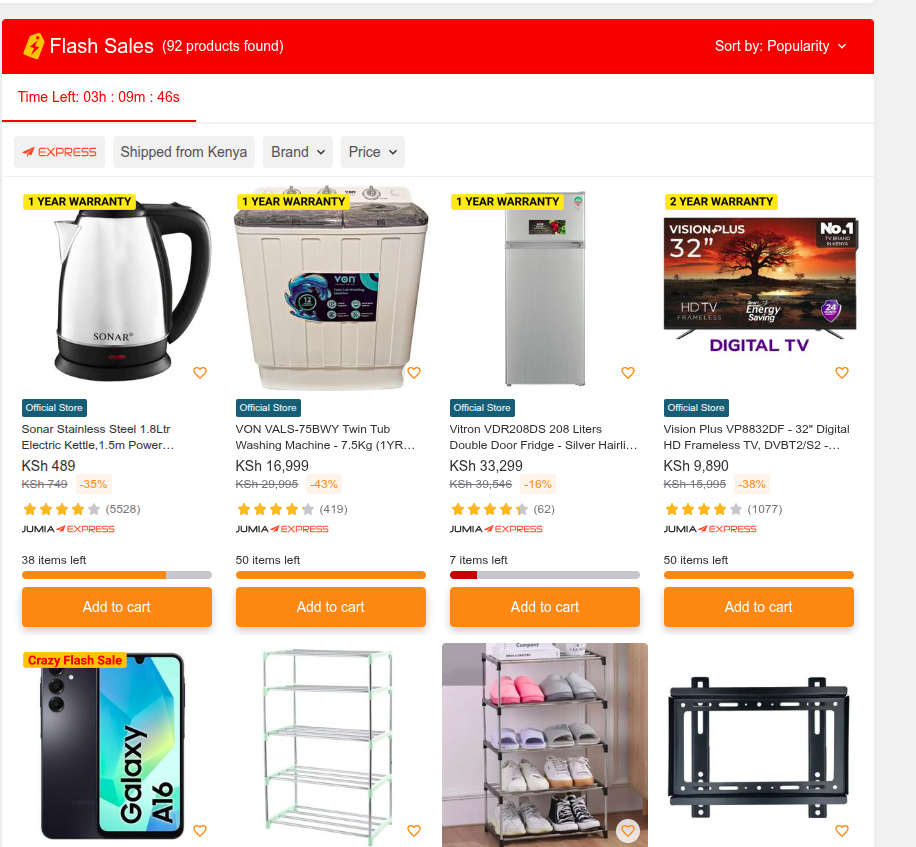 Flash Sales (92 products found)
Sort by: Popularity
Time Left: 03h : 09m : 46s
EXPRESS
Shipped from Kenya
Brand
Price
1 YEAR WARRANTY
SONAR®
Official Store
Sonar Stainless Steel 1.8Ltr
Electric Kettle,1.5m Power…
KSh 489
KSh 749 -35%
(5528)
JUMIA EXPRESS
38 items left
Add to cart
1 YEAR WARRANTY
VON
VON
12
Official Store
VON VALS-75BWY Twin Tub
Washing Machine - 7.5Kg (1YR…
KSh 16,999
KSh 29,995 -43%
(419)
JUMIA EXPRESS
50 items left
Add to cart
1 YEAR WARRANTY
Official Store
Vitron VDR208DS 208 Liters
Double Door Fridge - Silver Hairli…
KSh 33,299
KSh 39,546 -16%
(62)
JUMIA EXPRESS
7 items left
Add to cart
2 YEAR WARRANTY
VISION PLUS
32”
No.1
TV BRAND
IN KENYA
HD TV
FRAMELESS
Energy
Saving
24
DIGITAL TV
Official Store
Vision Plus VP8832DF - 32" Digital
HD Frameless TV, DVBT2/S2 -…
KSh 9,890
KSh 15,995 -38%
(1077)
JUMIA EXPRESS
50 items left
Add to cart
Crazy Flash Sale
Galaxy
A16
Company